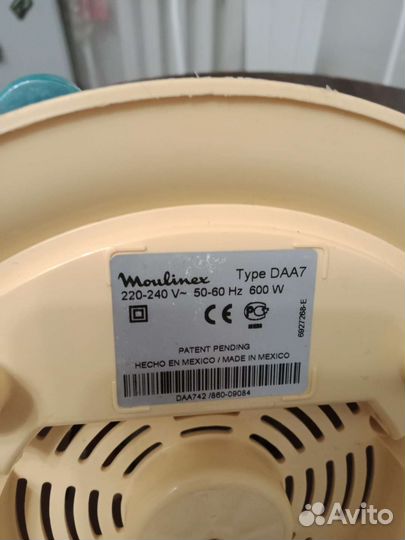 Moulinex Type DAA7
220-240 V~ 50-60 Hz 600 W
CE PC
PATENT PENDING
HECHO EN MEXICO / MADE IN MEXICO
DAA742 /860-09084
6927268-E
Avito